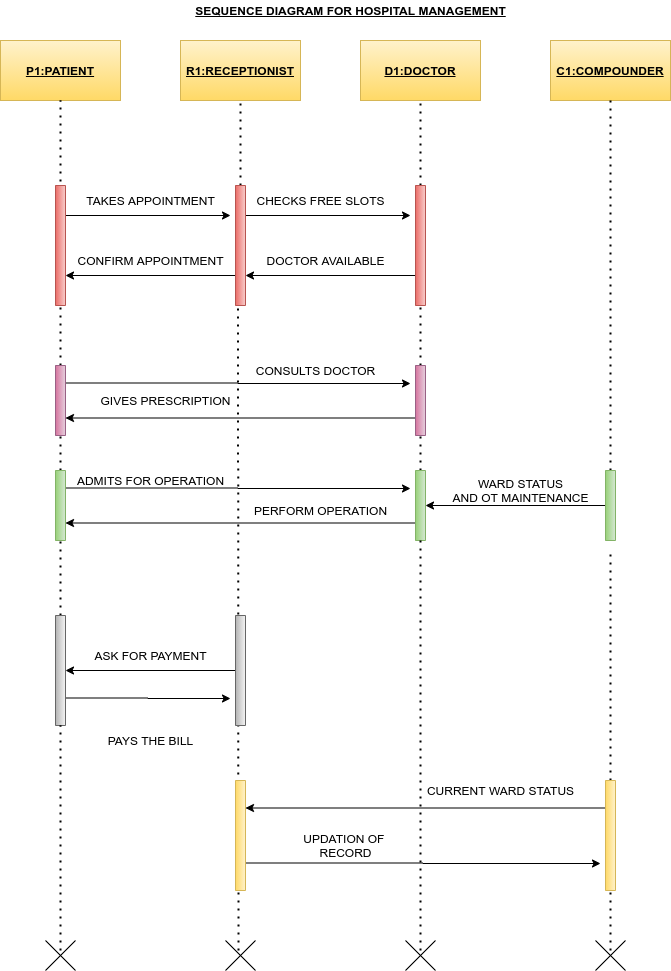 SEQUENCE DIAGRAM FOR HOSPITAL MANAGEMENT
P1:PATIENT
R1:RECEPTIONIST
D1:DOCTOR
C1:COMPOUNDER
TAKES APPOINTMENT
CHECKS FREE SLOTS
CONFIRM APPOINTMENT
DOCTOR AVAILABLE
CONSULTS DOCTOR
GIVES PRESCRIPTION
ADMITS FOR OPERATION
WARD STATUS
AND OT MAINTENANCE
PERFORM OPERATION
ASK FOR PAYMENT
PAYS THE BILL
CURRENT WARD STATUS
UPDATION OF
RECORD